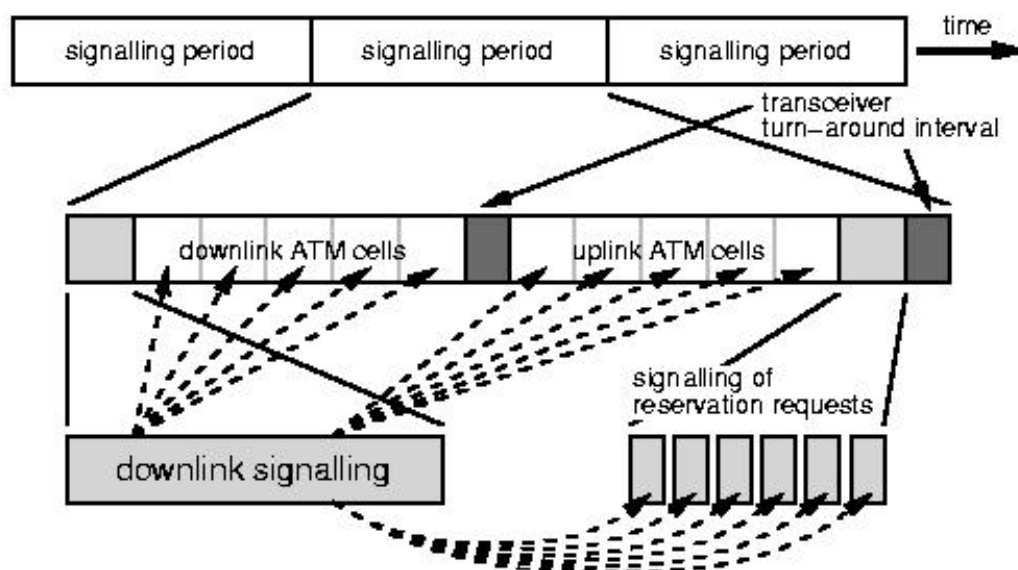 signalling period
signalling period
signalling period
time
transceiver
turn-around interval
downlink ATM cells
uplink ATM cells
signalling of
reservation requests
downlink signalling